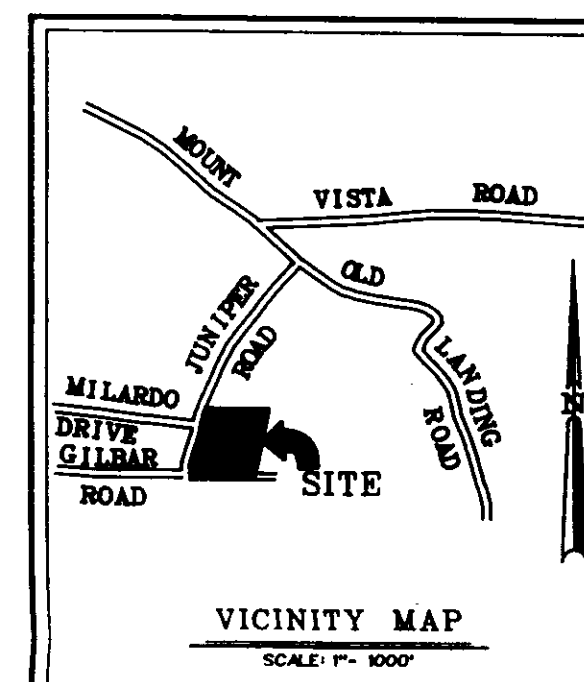 MOUNT
VISTA ROAD
OLD
JUNIPER
ROAD
LANDING
ROAD
MILARDO
DRIVE
GILBAR
ROAD
SITE
N
VICINITY MAP
SCALE: 1"- 1000'